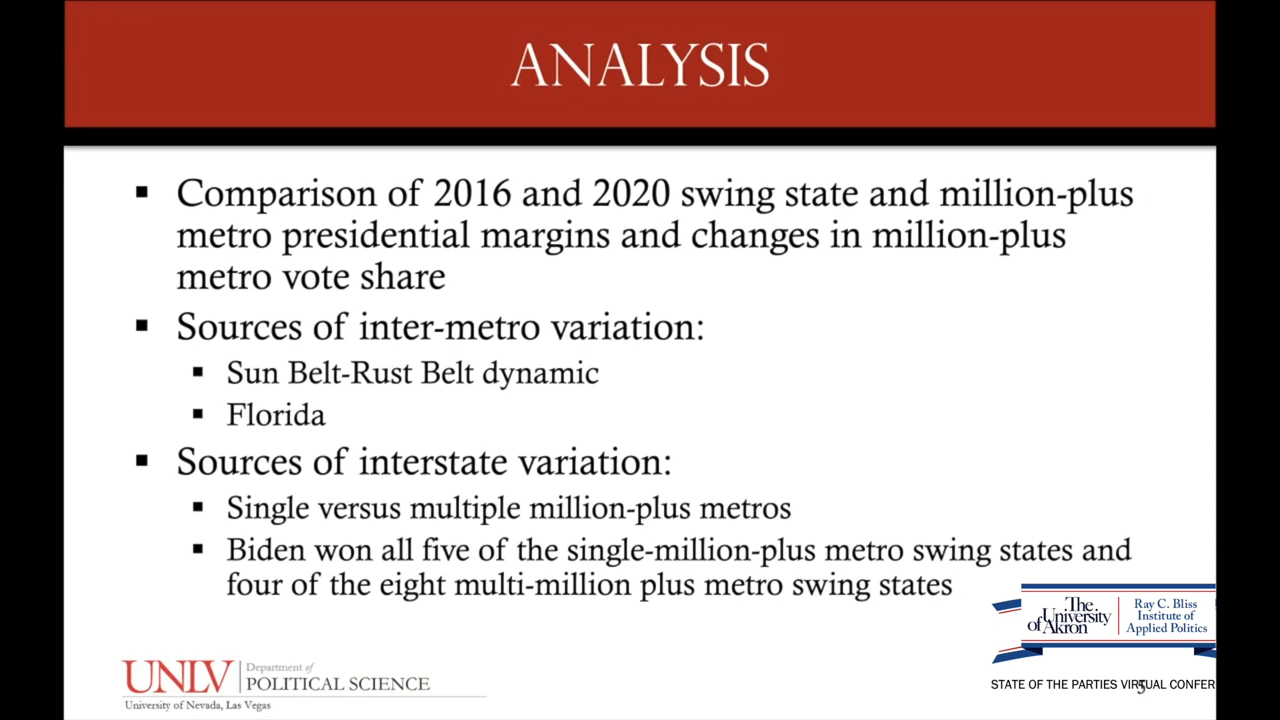 ANALYSIS
▪ Comparison of 2016 and 2020 swing state and million-plus
metro presidential margins and changes in million-plus
metro vote share
▪ Sources of inter-metro variation:
▪ Sun Belt-Rust Belt dynamic
▪ Florida
▪ Sources of interstate variation:
▪ Single versus multiple million-plus metros
▪ Biden won all five of the single-million-plus metro swing states and
four of the eight multi-million plus metro swing states
The
University
of Akron
Ray C. Bliss
Institute of
Applied Politics
UNLV
Department of
POLITICAL SCIENCE
University of Nevada, Las Vegas
STATE OF THE PARTIES VIRTUAL CONFER
5